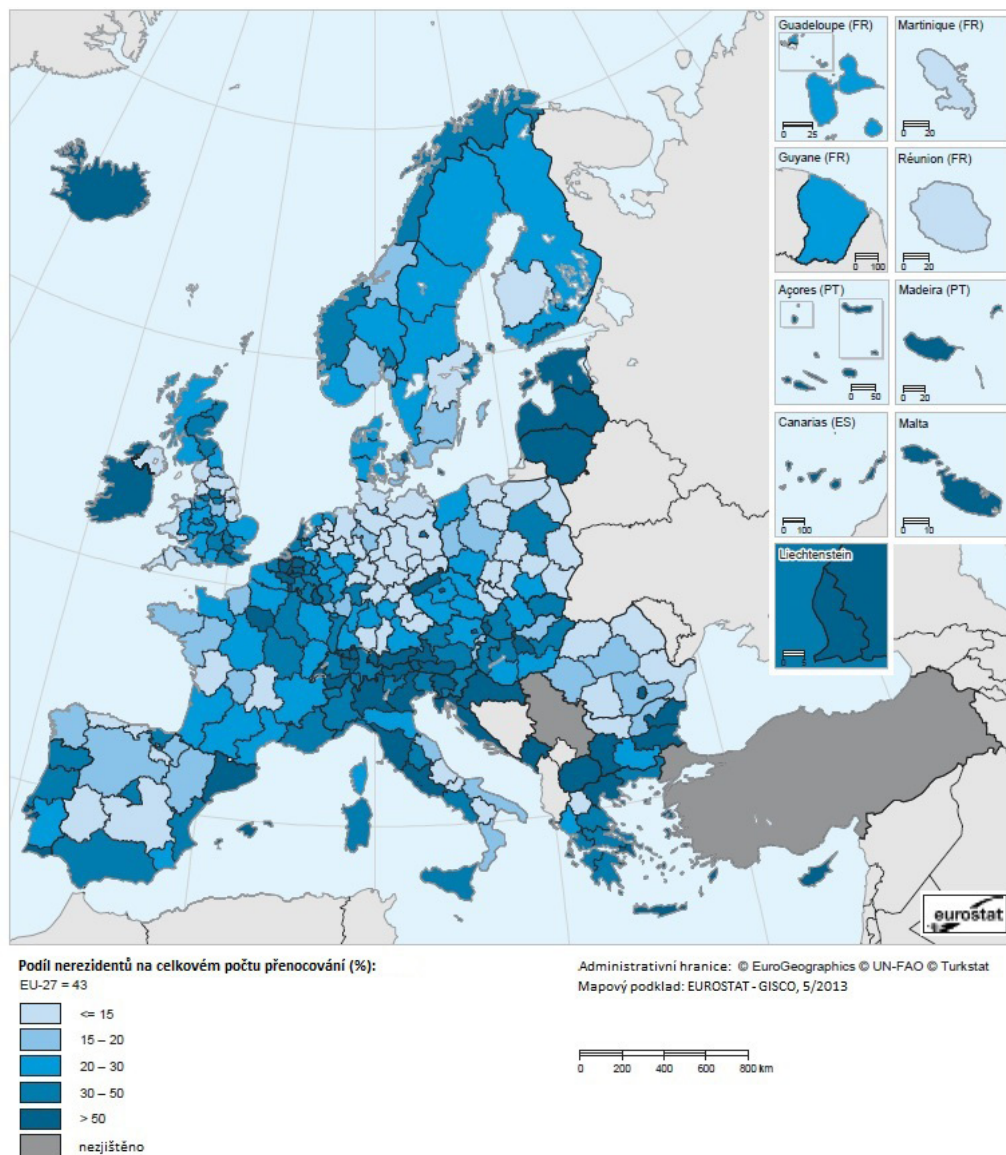 Guadeloupe (FR)
0 25
Martinique (FR)
0 20
Guyane (FR)
0 100
Réunion (FR)
0 20
Açores (PT)
0 50
Madeira (PT)
0 20
Canarias (ES)
0 100
Malta
0 10
Liechtenstein
0 5
eurostat
Podíl nerezidentů na celkovém počtu přenocování (%):
EU-27 = 43
<= 15
15 – 20
20 – 30
30 – 50
> 50
nezjištěno
Administrativní hranice: © EuroGeographics © UN-FAO © Turkstat
Mapový podklad: EUROSTAT - GISCO, 5/2013
0 200 400 600 800 km